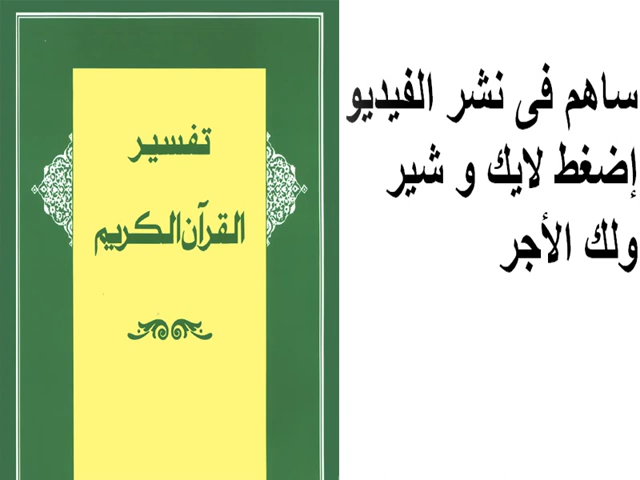 تفسير
القرآن الكريم
ساهم فى نشر الفيديو
إضغط لايك و شير
ولك الأجر